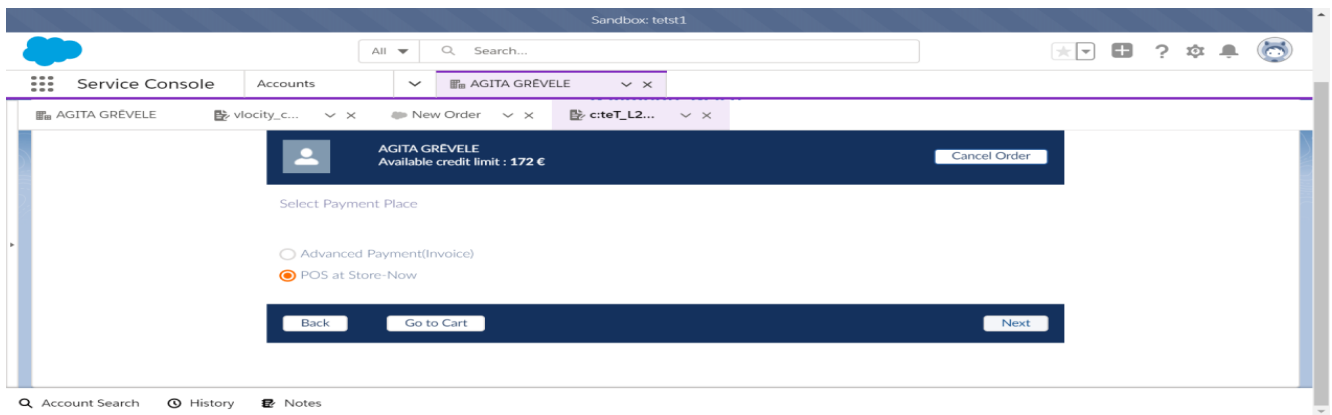 Sandbox: tetst1
All Search...
Service Console Accounts AGITA GRĒVELE
AGITA GRĒVELE vlocity_c... New Order c:teT_L2...
AGITA GRĒVELE
Available credit limit : 172 €
Cancel Order
Select Payment Place
Advanced Payment(Invoice)
POS at Store-Now
Back Go to Cart Next
Account Search History Notes